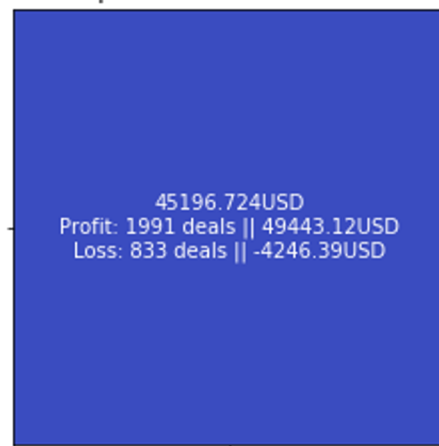 45196.724USD
Profit: 1991 deals || 49443.12USD
Loss: 833 deals || -4246.39USD